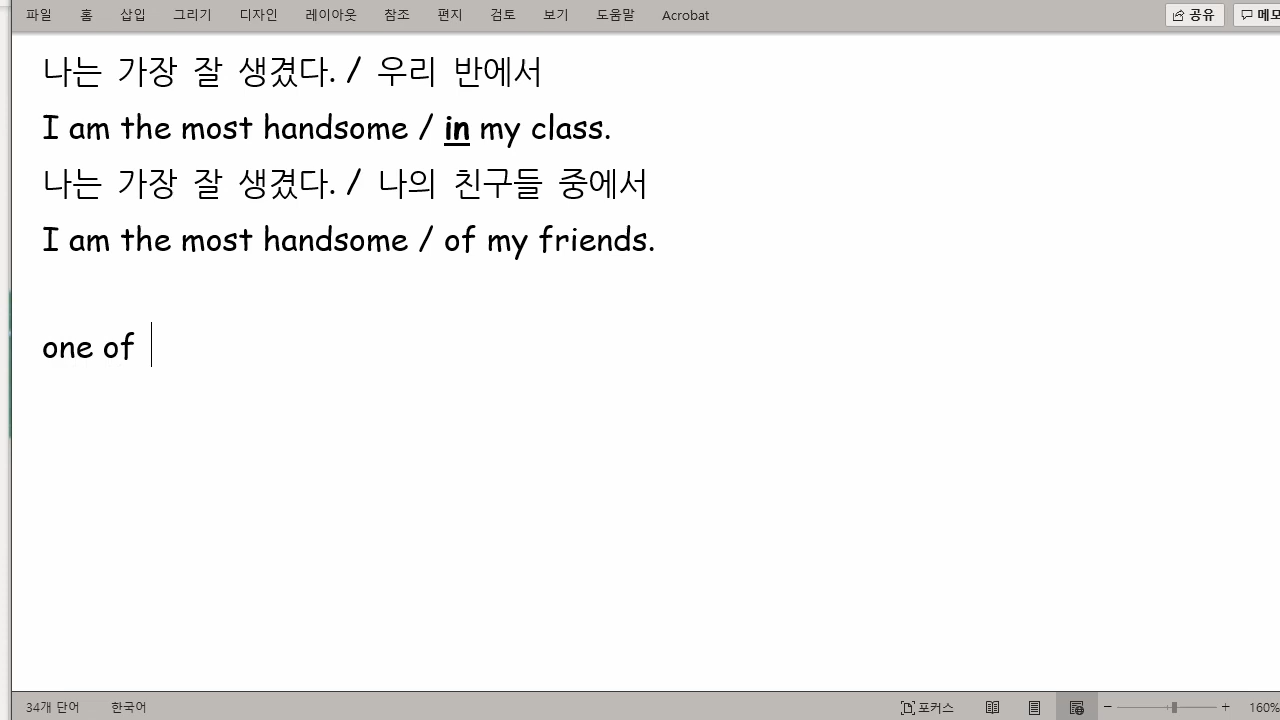 파일 홈 삽입 그리기 디자인 레이아웃 참조 편지 검토 보기 도움말 Acrobat 공유 메모
나는 가장 잘 생겼다. / 우리 반에서
I am the most handsome / in my class.
나는 가장 잘 생겼다. / 나의 친구들 중에서
I am the most handsome / of my friends.
one of
34개 단어 한국어 포커스 160%